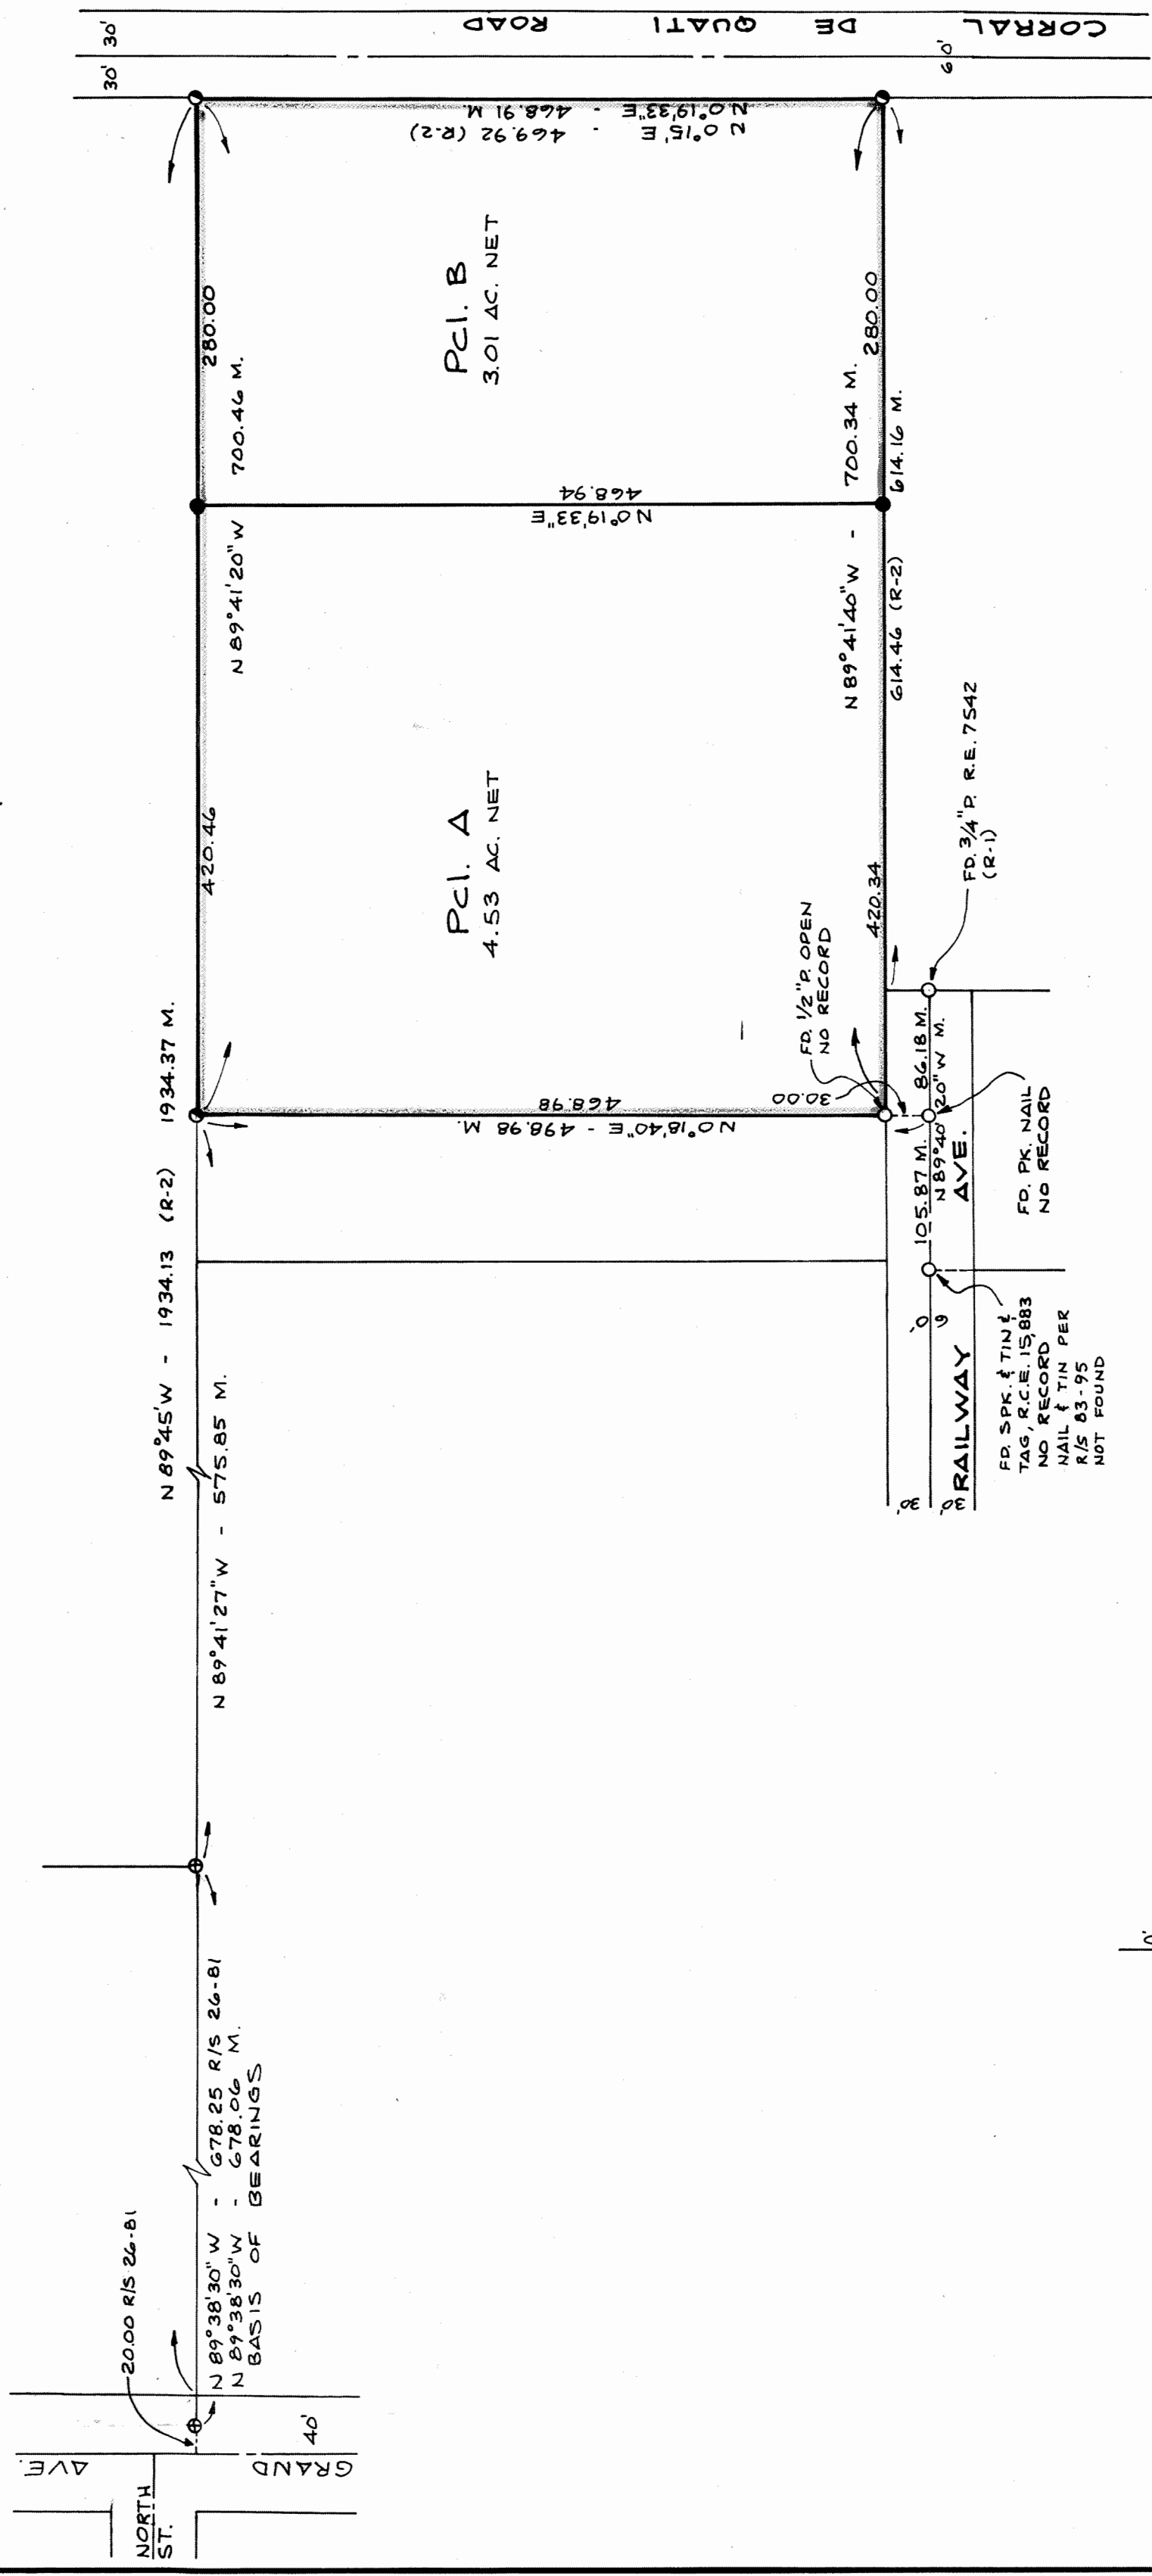 NORTH
ST.
GRAND
AVE.
40'
20.00 R/S 26-81
N 89°38'30" W - 678.25 R/S 26-81
N 89°38'30" W - 678.06 M.
BASIS OF BEARINGS
N 89°41'27" W - 575.85 M.
N 89°45' W - 1934.13 (R-2)
1934.37 M.
420.46
N 89°41'20" W 700.46 M.
280.00
30' 30'
Pcl. A
4.53 AC. NET
Pcl. B
3.01 AC. NET
N 0°18'40" E - 498.98 M.
468.98
30.00
N 0°19'33" E
468.94
N 0°15' E - 469.92 (R-2)
N 0°19'33" E - 468.91 M.
CORRAL DE QUATI ROAD
60'
N 89°41'40" W - 700.34 M.
420.34
280.00
614.46 (R-2)
614.16 M.
FD. 1/2" P. OPEN
NO RECORD
FD. 3/4" P. R.E. 7542
(R-1)
105.87 M.
86.18 M.
N 89°40'20" W M.
RAILWAY AVE.
60'
30'
30'
FD. PK. NAIL
NO RECORD
FD. SPK. & TIN &
TAG, R.C.E. 15,883
NO RECORD
NAIL & TIN PER
R/S 83-95
NOT FOUND
0'